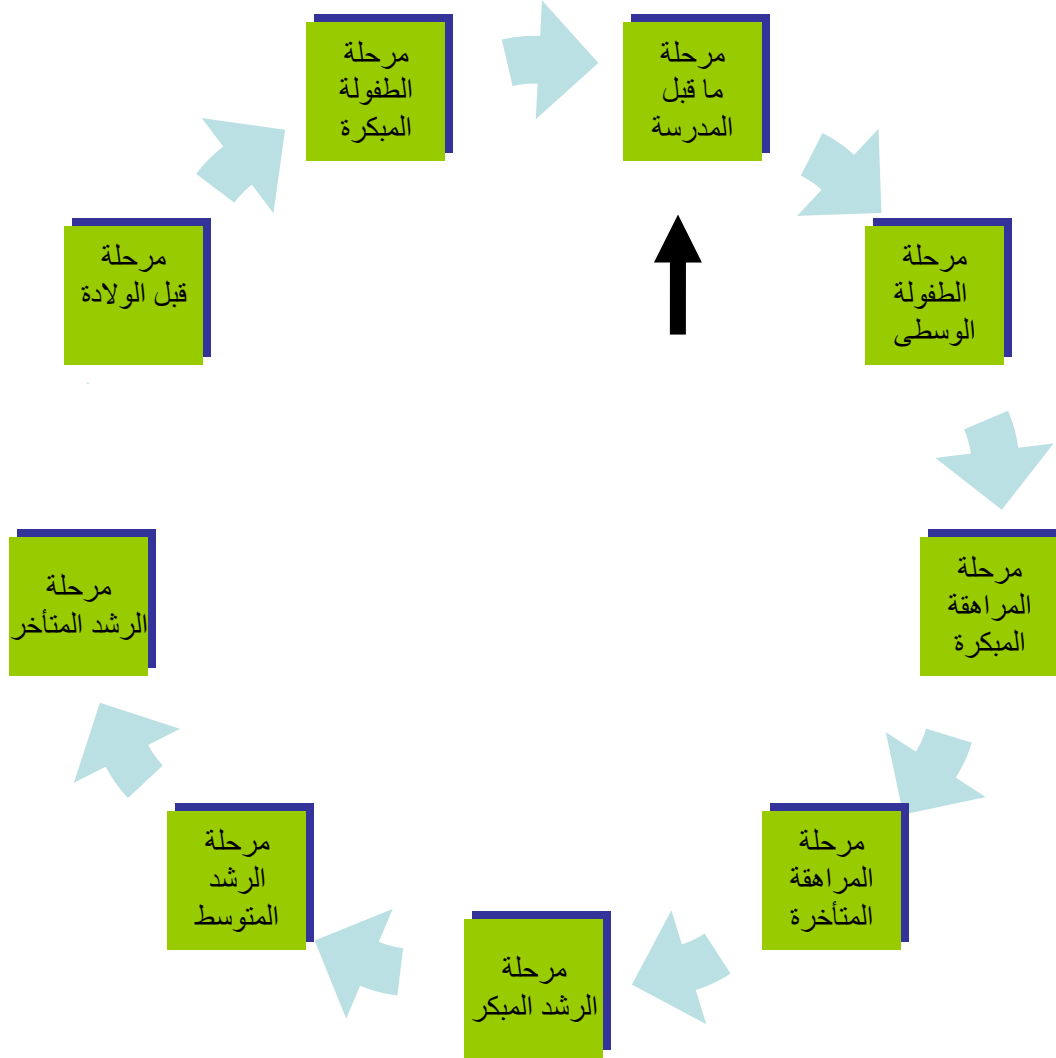 مرحلة
الطفولة
المبكرة
مرحلة
ما قبل
المدرسة
مرحلة
الطفولة
الوسطى
مرحلة
المراهقة
المبكرة
مرحلة
المراهقة
المتأخرة
مرحلة
الرشد المبكر
مرحلة
الرشد
المتوسط
مرحلة
الرشد المتأخر
مرحلة
قبل الولادة